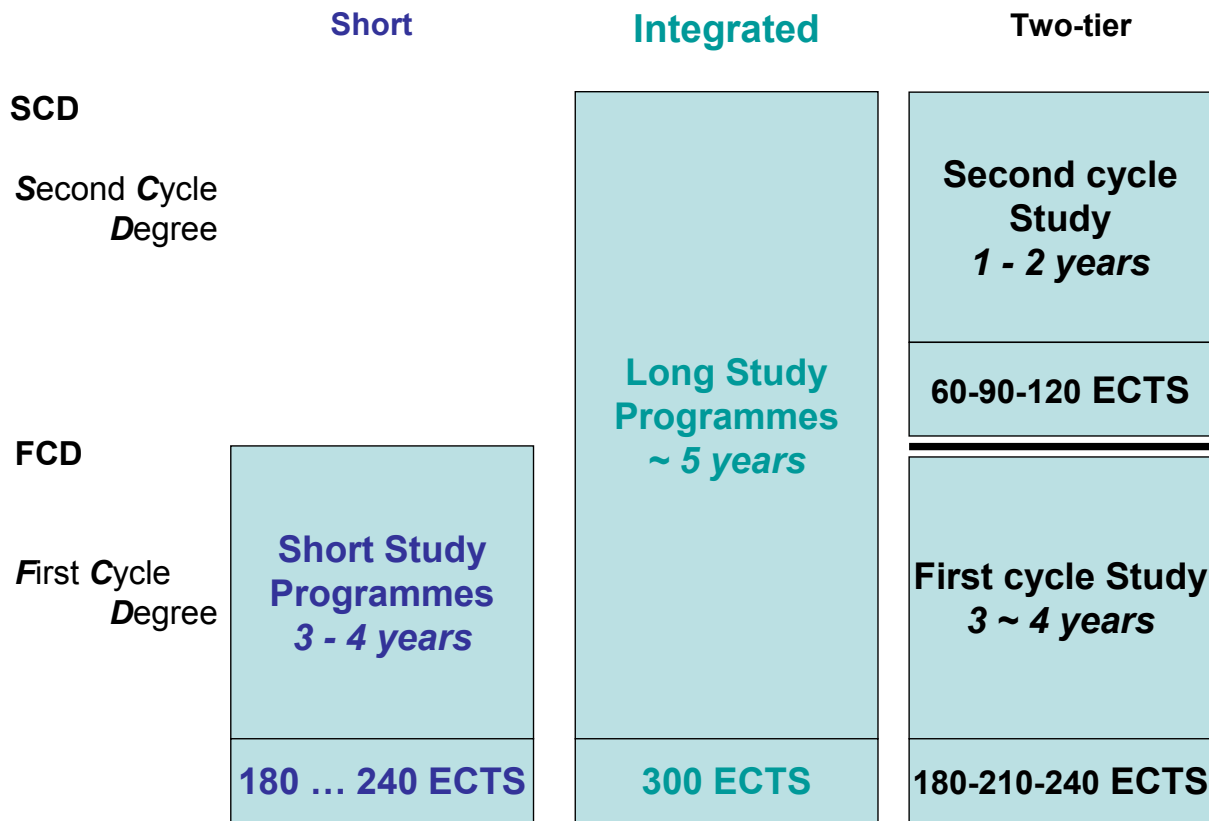 Short
Integrated
Two-tier
SCD
Second Cycle
Degree
Second cycle
Study
1 - 2 years
60-90-120 ECTS
Long Study
Programmes
~ 5 years
FCD
First Cycle
Degree
Short Study
Programmes
3 - 4 years
First cycle Study
3 ~ 4 years
180 … 240 ECTS
300 ECTS
180-210-240 ECTS